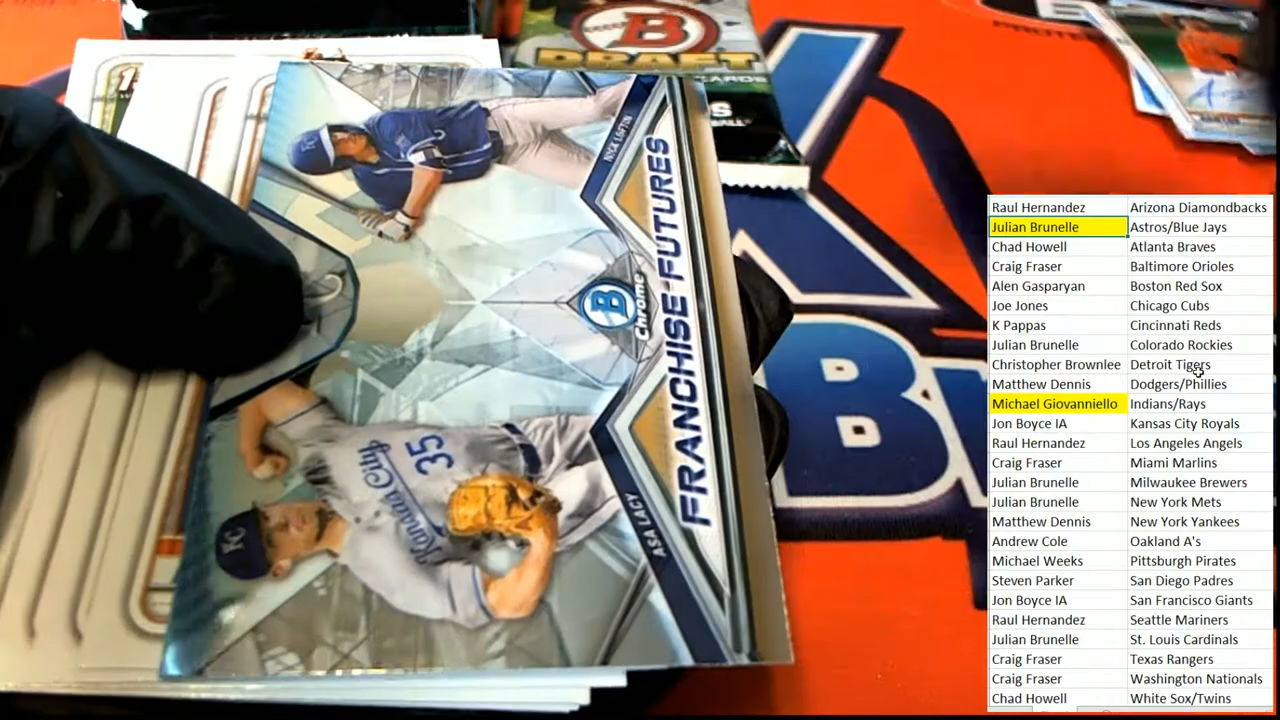 B
DRAFT
CARDS
NICK LOFTIN
FRANCHISE FUTURES
B
Chrome
ASA LACY
Kansas City
35
KC
Raul Hernandez Arizona Diamondbacks
Julian Brunelle Astros/Blue Jays
Chad Howell Atlanta Braves
Craig Fraser Baltimore Orioles
Alen Gasparyan Boston Red Sox
Joe Jones Chicago Cubs
K Pappas Cincinnati Reds
Julian Brunelle Colorado Rockies
Christopher Brownlee Detroit Tigers
Matthew Dennis Dodgers/Phillies
Michael Giovanniello Indians/Rays
Jon Boyce IA Kansas City Royals
Raul Hernandez Los Angeles Angels
Craig Fraser Miami Marlins
Julian Brunelle Milwaukee Brewers
Julian Brunelle New York Mets
Matthew Dennis New York Yankees
Andrew Cole Oakland A's
Michael Weeks Pittsburgh Pirates
Steven Parker San Diego Padres
Jon Boyce IA San Francisco Giants
Raul Hernandez Seattle Mariners
Julian Brunelle St. Louis Cardinals
Craig Fraser Texas Rangers
Craig Fraser Washington Nationals
Chad Howell White Sox/Twins